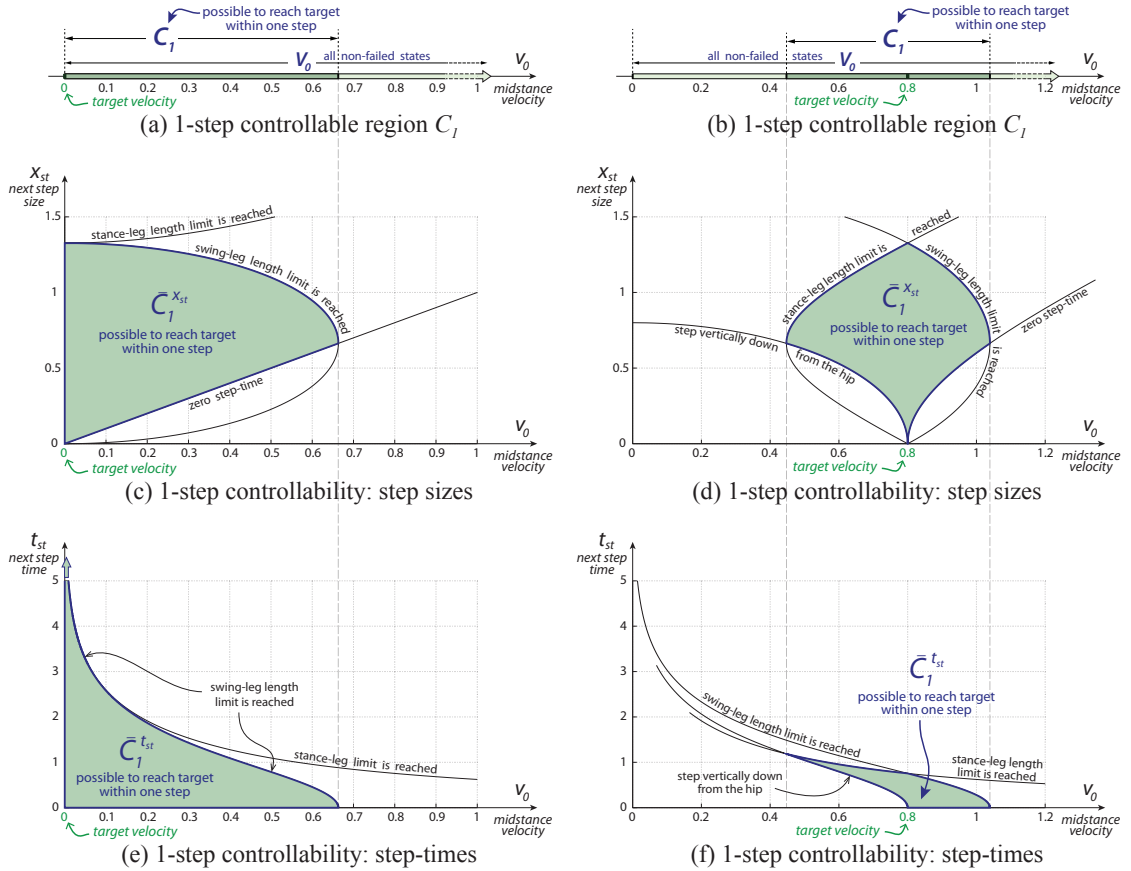 possible to reach target
within one step
C1
V0 all non-failed states
V0
0 0.1 0.2 0.3 0.4 0.5 0.6 0.7 0.8 0.9 1
midstance
velocity
target velocity
(a) 1-step controllable region C1
possible to reach target
within one step
C1
all non-failed states
V0
V0
0 0.2 0.4 0.6 0.8 1 1.2
midstance
velocity
target velocity
(b) 1-step controllable region C1
xst
next step
size
1.5
1
0.5
0
stance-leg length limit is reached
swing-leg length limit is reached
C̄1 xst
possible to reach target
within one step
zero step-time
V0
0 0.1 0.2 0.3 0.4 0.5 0.6 0.7 0.8 0.9 1
midstance
velocity
target velocity
(c) 1-step controllability: step sizes
xst
next step
size
1.5
1
0.5
0
stance-leg length limit is reached
swing-leg length limit is reached
C̄1 xst
possible to reach target
within one step
step vertically down from the hip
zero step-time
V0
0 0.2 0.4 0.6 0.8 1 1.2
midstance
velocity
target velocity
(d) 1-step controllability: step sizes
tst
next step
time
5
4
3
2
1
0
swing-leg length
limit is reached
stance-leg length limit is reached
C̄1 tst
possible to reach target
within one step
V0
0 0.1 0.2 0.3 0.4 0.5 0.6 0.7 0.8 0.9 1
midstance
velocity
target velocity
(e) 1-step controllability: step-times
tst
next step
time
5
4
3
2
1
0
C̄1 tst
possible to reach target
within one step
swing-leg length limit is reached
stance-leg length
limit is reached
step vertically down
from the hip
V0
0 0.2 0.4 0.6 0.8 1 1.2
midstance
velocity
target velocity
(f) 1-step controllability: step-times